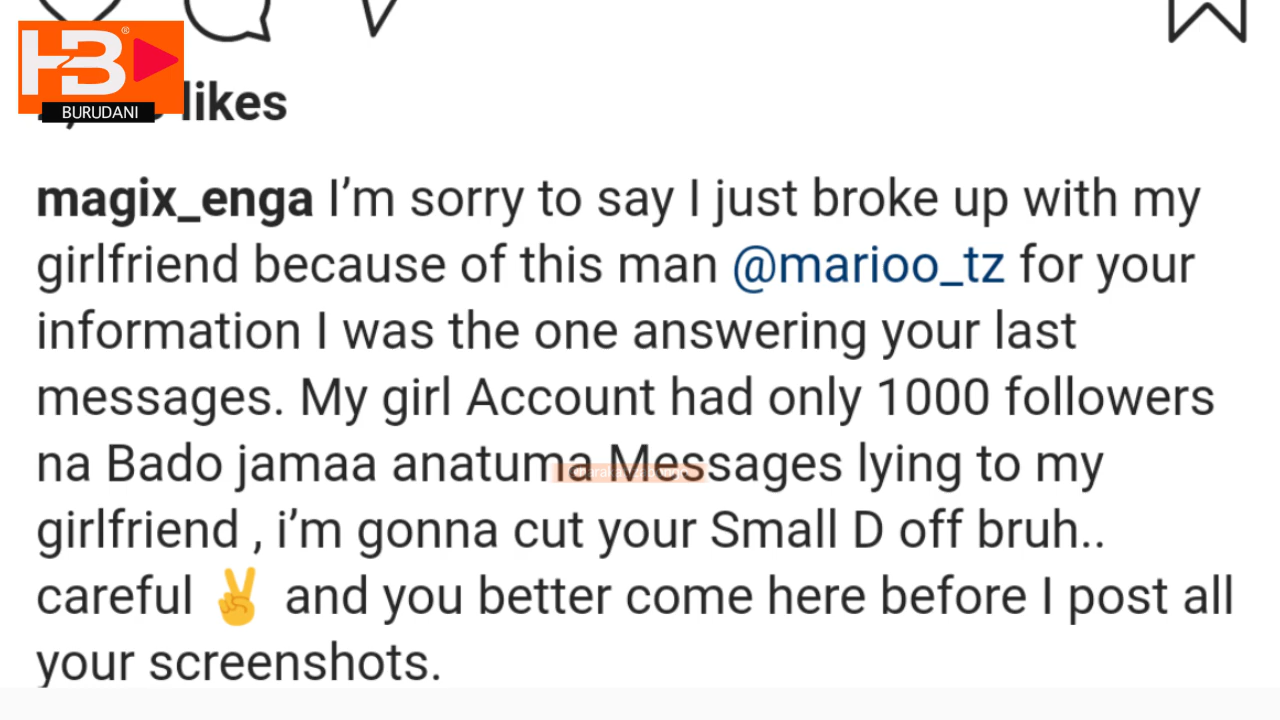 HB®
BURUDANI
likes
magix_enga I’m sorry to say I just broke up with my
girlfriend because of this man @marioo_tz for your
information I was the one answering your last
messages. My girl Account had only 1000 followers
na Bado jamaa anatuma Messages lying to my
girlfriend , i’m gonna cut your Small D off bruh..
careful ✌️ and you better come here before I post all
your screenshots.